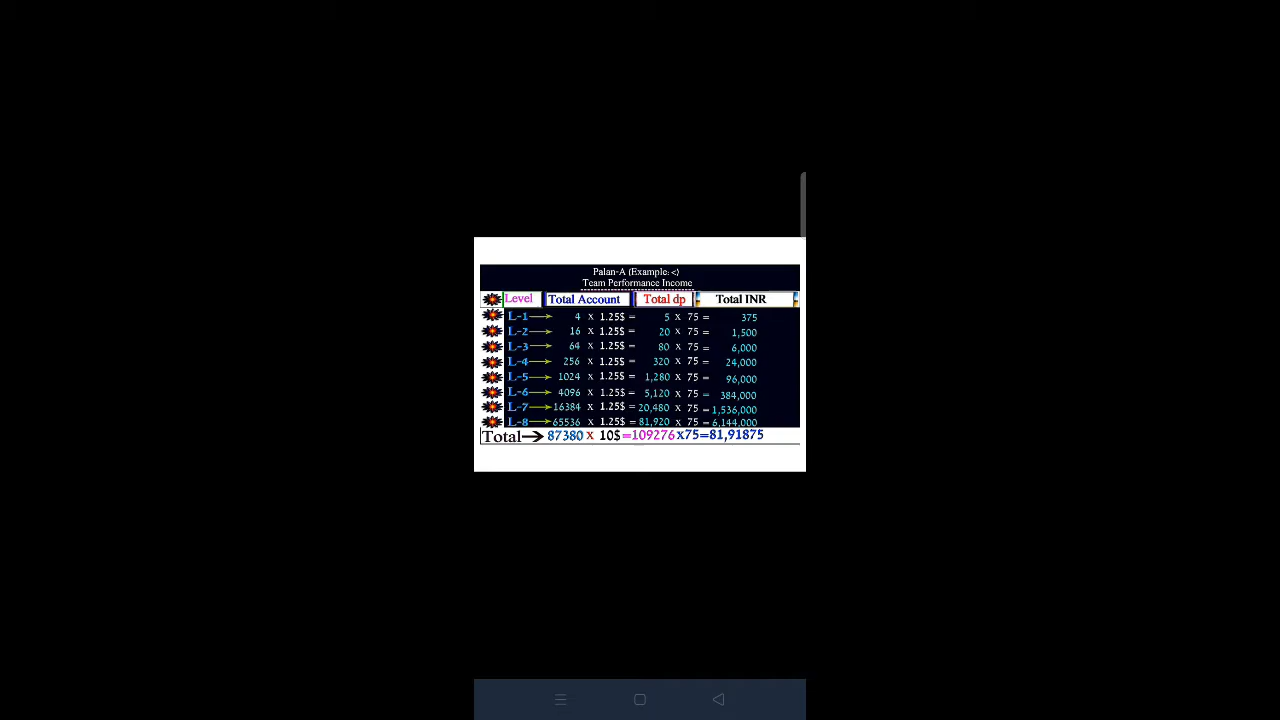 Palan-A (Example: <)
Team Performance Income
Level Total Account Total dp Total INR
L-1 4 x 1.25$ = 5 x 75 = 375
L-2 16 x 1.25$ = 20 x 75 = 1,500
L-3 64 x 1.25$ = 80 x 75 = 6,000
L-4 256 x 1.25$ = 320 x 75 = 24,000
L-5 1024 x 1.25$ = 1,280 x 75 = 96,000
L-6 4096 x 1.25$ = 5,120 x 75 = 384,000
L-7 16384 x 1.25$ = 20,480 x 75 = 1,536,000
L-8 65536 x 1.25$ = 81,920 x 75 = 6,144,000
Total 87380 x 10$ =109276 x75=81,91875